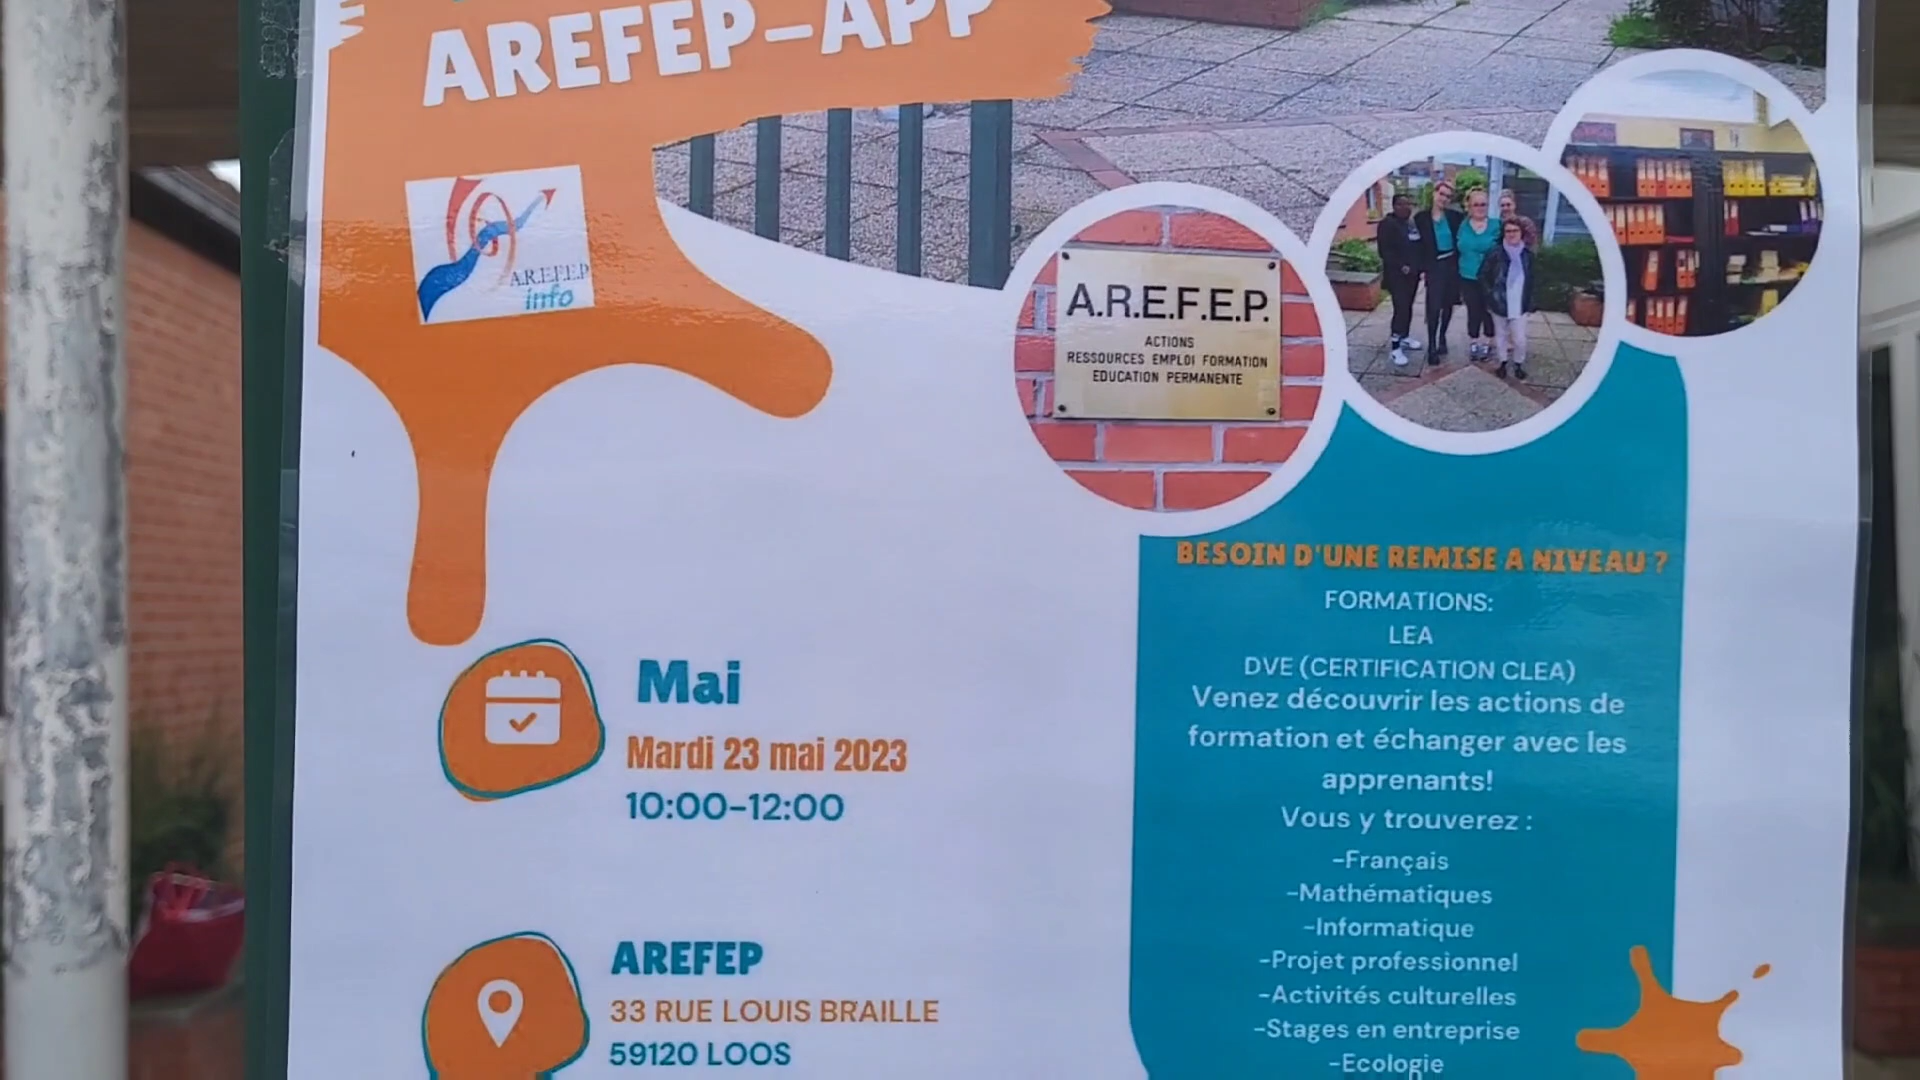 AREFEP-APP
A.R.E.F.E.P
info
A.R.E.F.E.P.
ACTIONS
RESSOURCES EMPLOI FORMATION
EDUCATION PERMANENTE
Mai
Mardi 23 mai 2023
10:00-12:00
AREFEP
33 RUE LOUIS BRAILLE
59120 LOOS
BESOIN D'UNE REMISE A NIVEAU ?
FORMATIONS:
LEA
DVE (CERTIFICATION CLEA)
Venez découvrir les actions de
formation et échanger avec les
apprenants!
Vous y trouverez :
-Français
-Mathématiques
-Informatique
-Projet professionnel
-Activités culturelles
-Stages en entreprise
-Ecologie